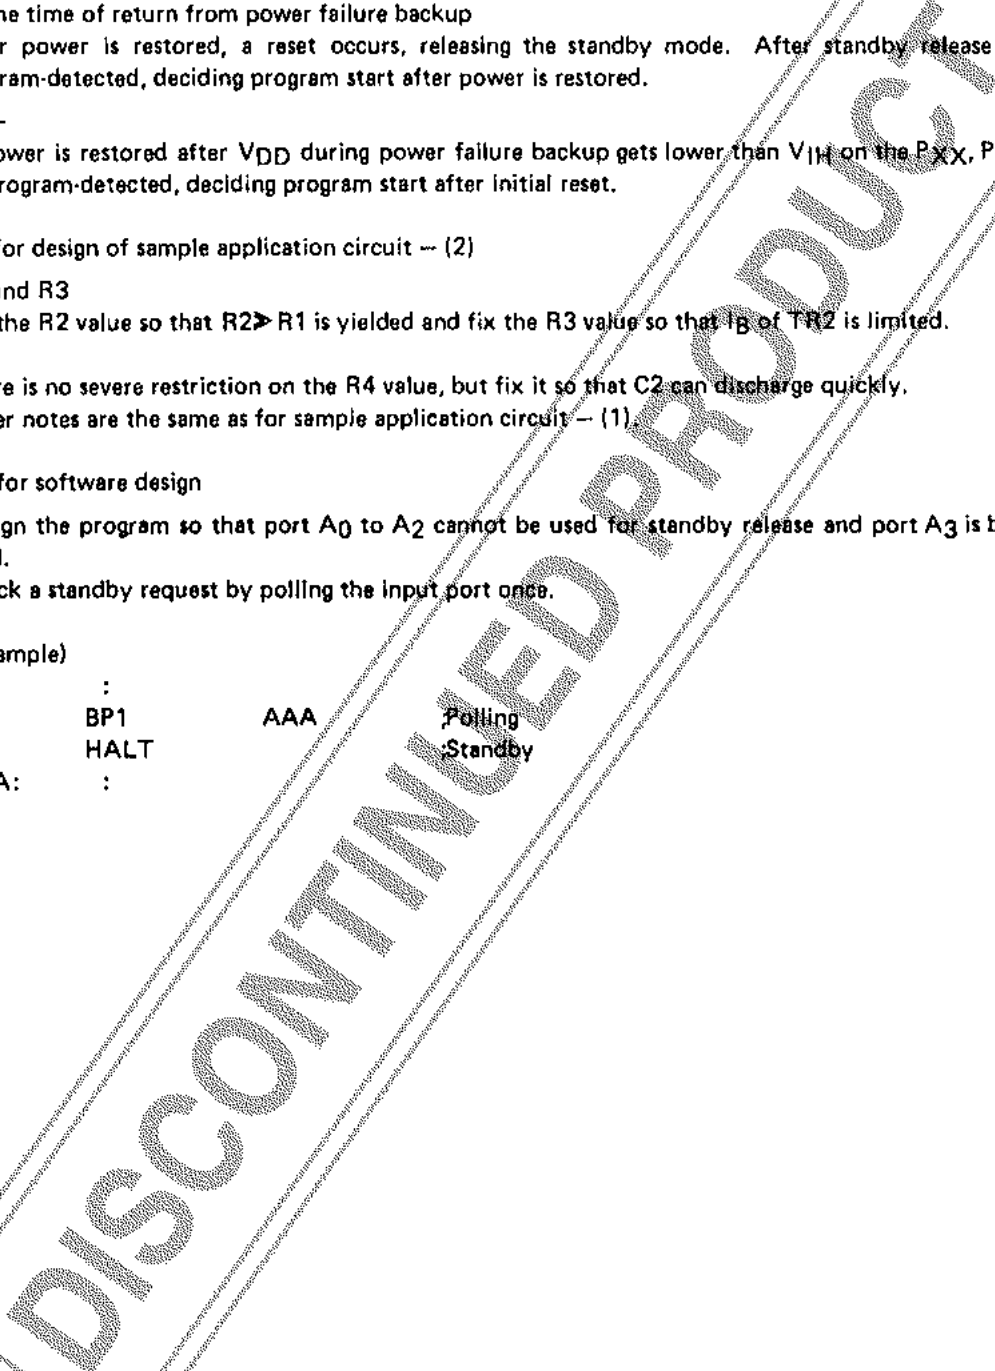 ne time of return from power failure backup
r power is restored, a reset occurs, releasing the standby mode. After standby release
ram-detected, deciding program start after power is restored.
ower is restored after VDD during power failure backup gets lower than VIH on the PXX, P
rogram-detected, deciding program start after initial reset.
or design of sample application circuit -- (2)
nd R3
the R2 value so that R2≫R1 is yielded and fix the R3 value so that IB of TR2 is limited.
re is no severe restriction on the R4 value, but fix it so that C2 can discharge quickly.
er notes are the same as for sample application circuit – (1).
for software design
ign the program so that port A0 to A2 cannot be used for standby release and port A3 is b
l.
ck a standby request by polling the input port once.
ample)
:
BP1 AAA ;Polling
HALT ;Standby
A: :
DISCONTINUED PRODUCT